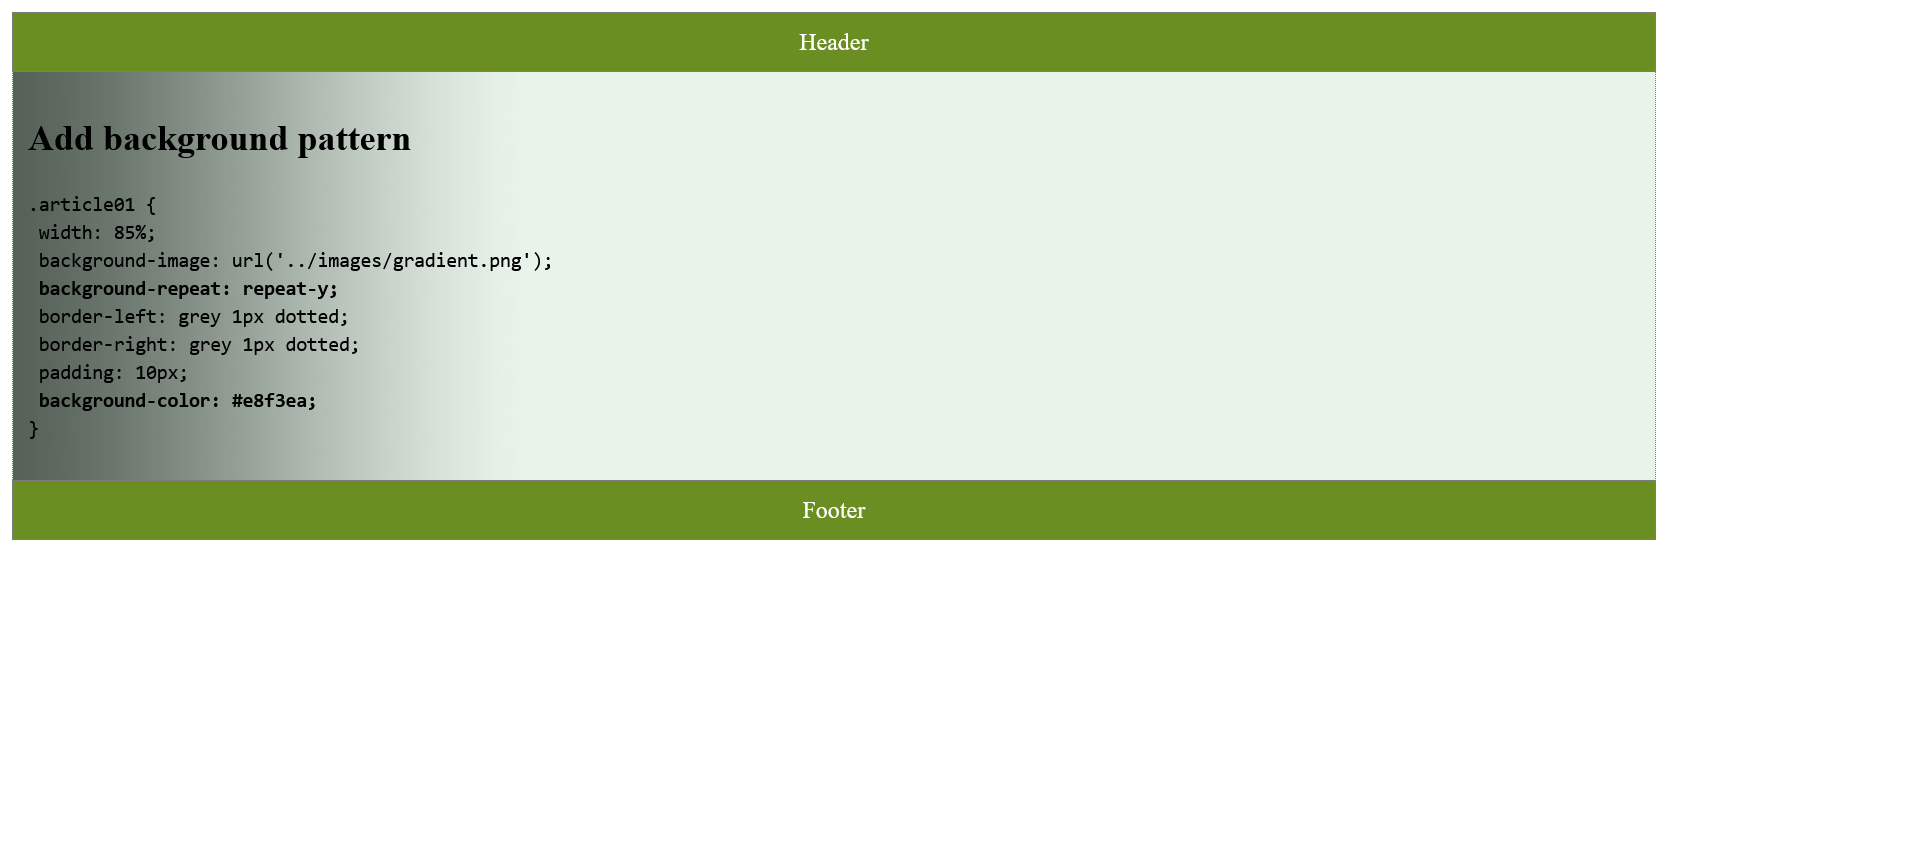 Header
Add background pattern
.article01 {
 width: 85%;
 background-image: url('../images/gradient.png');
 background-repeat: repeat-y;
 border-left: grey 1px dotted;
 border-right: grey 1px dotted;
 padding: 10px;
 background-color: #e8f3ea;
}
Footer